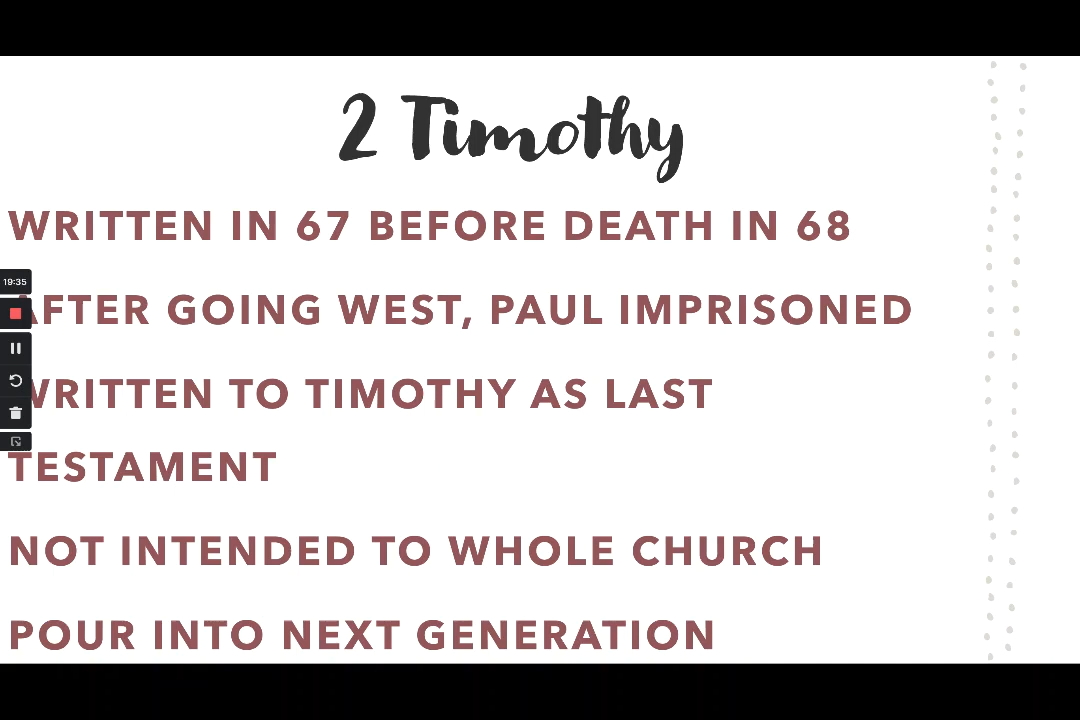 2 Timothy
WRITTEN IN 67 BEFORE DEATH IN 68
19:35
AFTER GOING WEST, PAUL IMPRISONED
WRITTEN TO TIMOTHY AS LAST
TESTAMENT
NOT INTENDED TO WHOLE CHURCH
POUR INTO NEXT GENERATION